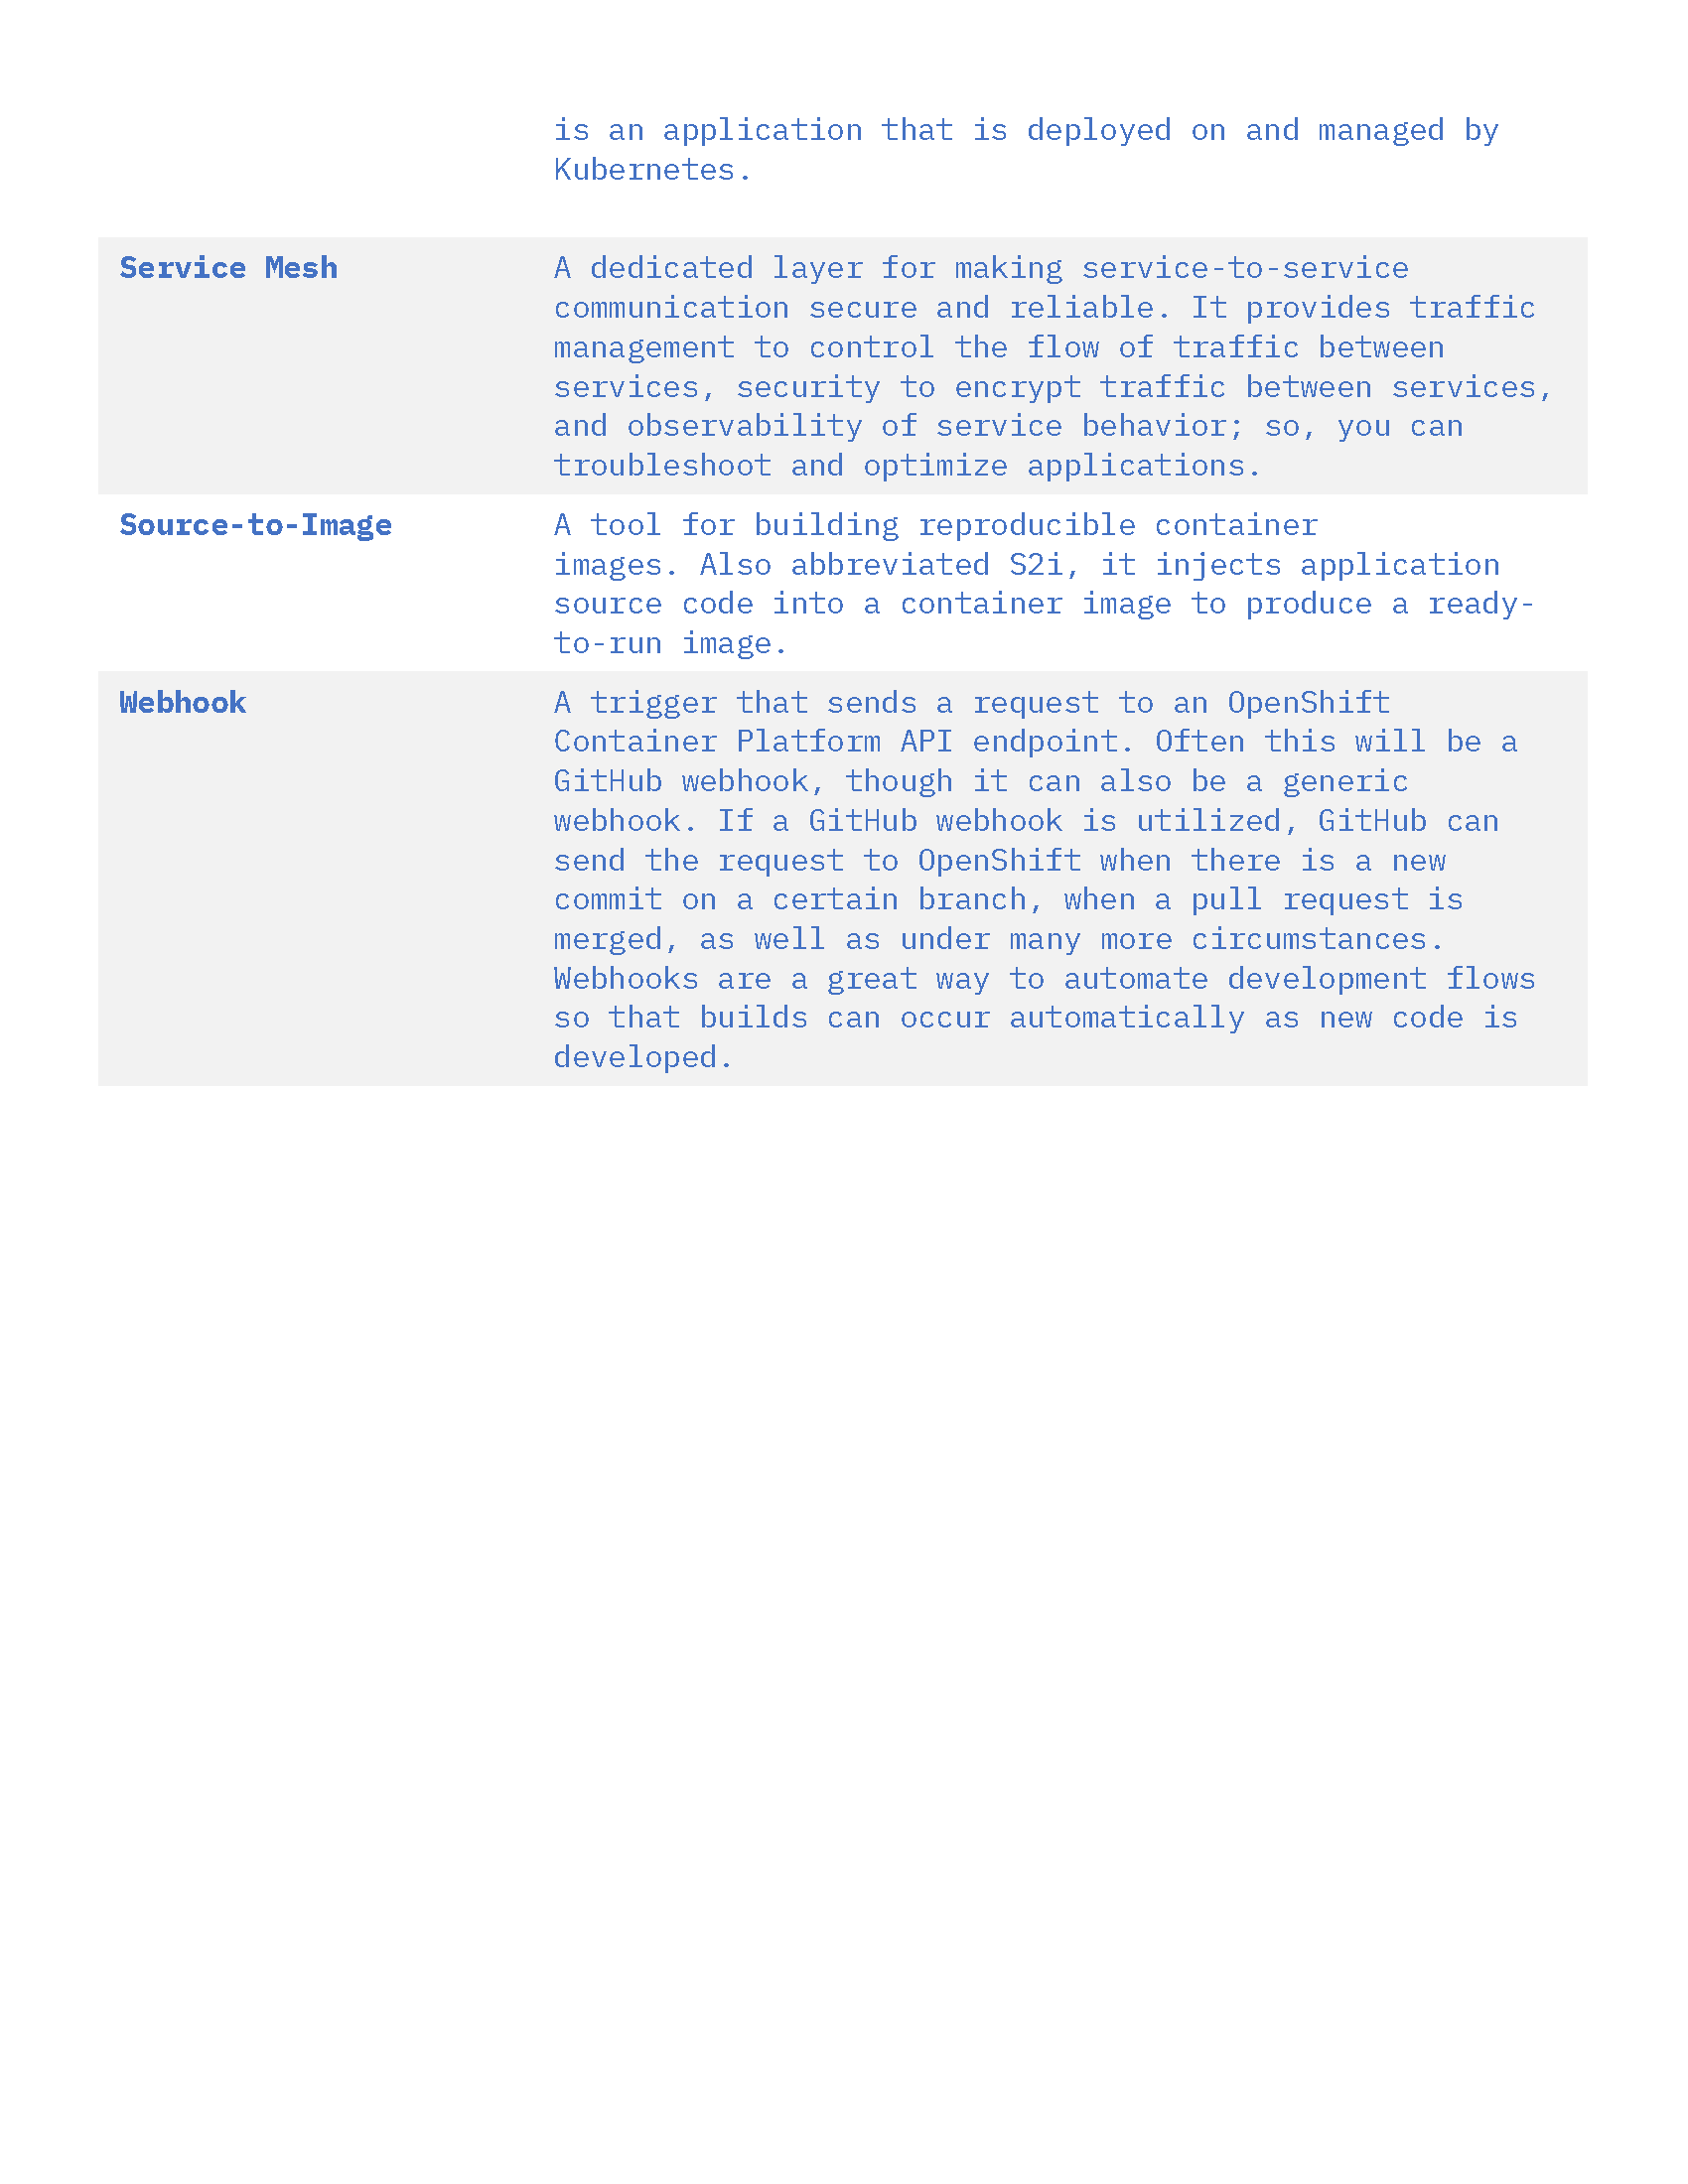 is an application that is deployed on and managed by
Kubernetes.
Service Mesh
A dedicated layer for making service-to-service
communication secure and reliable. It provides traffic
management to control the flow of traffic between
services, security to encrypt traffic between services,
and observability of service behavior; so, you can
troubleshoot and optimize applications.
Source-to-Image
A tool for building reproducible container
images. Also abbreviated S2i, it injects application
source code into a container image to produce a ready-
to-run image.
Webhook
A trigger that sends a request to an OpenShift
Container Platform API endpoint. Often this will be a
GitHub webhook, though it can also be a generic
webhook. If a GitHub webhook is utilized, GitHub can
send the request to OpenShift when there is a new
commit on a certain branch, when a pull request is
merged, as well as under many more circumstances.
Webhooks are a great way to automate development flows
so that builds can occur automatically as new code is
developed.